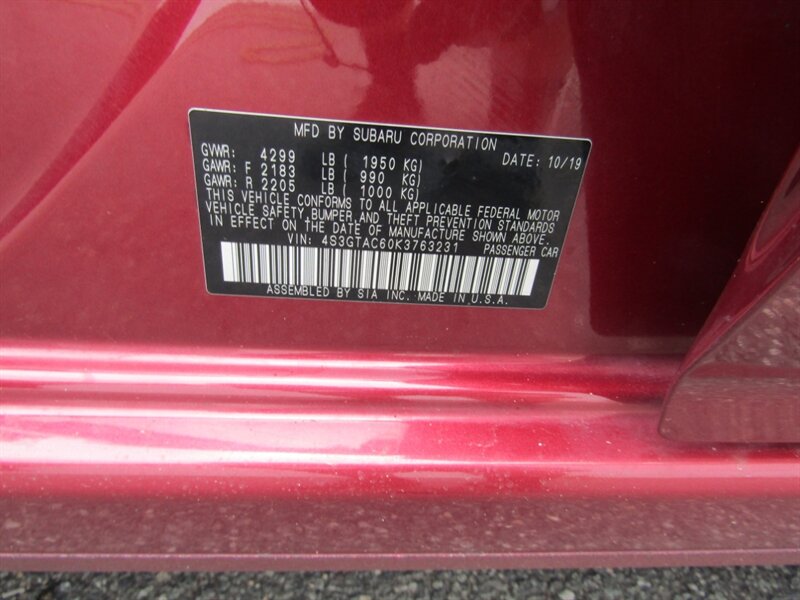 MFD BY SUBARU CORPORATION
GVWR: 4299 LB ( 1950 KG) DATE: 10/19
GAWR: F 2183 LB ( 990 KG)
GAWR: R 2205 LB ( 1000 KG)
THIS VEHICLE CONFORMS TO ALL APPLICABLE FEDERAL MOTOR
VEHICLE SAFETY, BUMPER, AND THEFT PREVENTION STANDARDS
IN EFFECT ON THE DATE OF MANUFACTURE SHOWN ABOVE.
VIN: 4S3GTAC60K3763231 PASSENGER CAR
ASSEMBLED BY SIA INC. MADE IN U.S.A.